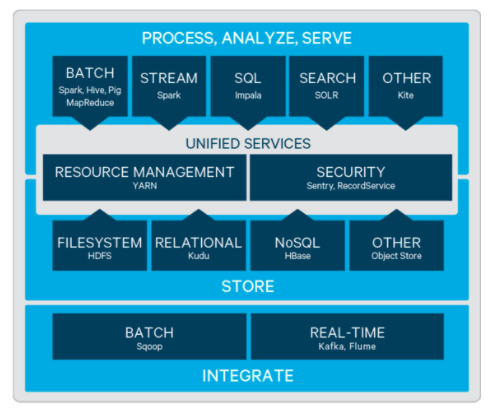 PROCESS, ANALYZE, SERVE
BATCH
Spark, Hive, Pig
MapReduce
STREAM
Spark
SQL
Impala
SEARCH
SOLR
OTHER
Kite
UNIFIED SERVICES
RESOURCE MANAGEMENT
YARN
SECURITY
Sentry, RecordService
FILESYSTEM
HDFS
RELATIONAL
Kudu
NoSQL
HBase
OTHER
Object Store
STORE
BATCH
Sqoop
REAL-TIME
Kafka, Flume
INTEGRATE